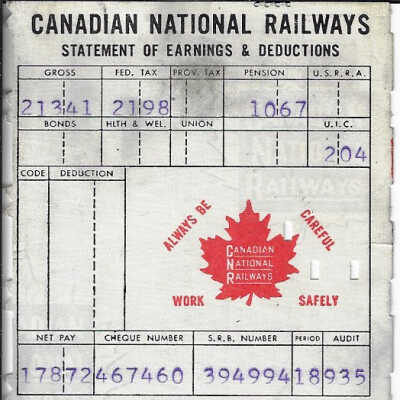 CANADIAN NATIONAL RAILWAYS
STATEMENT OF EARNINGS & DEDUCTIONS
GROSS FED. TAX PROV. TAX PENSION U.S.R.R.A.
21341 2198 1067
BONDS HLTH & WEL. UNION U.I.C.
204
CODE DEDUCTION
ALWAYS BE CAREFUL
CANADIAN
NATIONAL
RAILWAYS
WORK SAFELY
NET PAY CHEQUE NUMBER S.R.B. NUMBER PERIOD AUDIT
17872 467460 394994 18 935